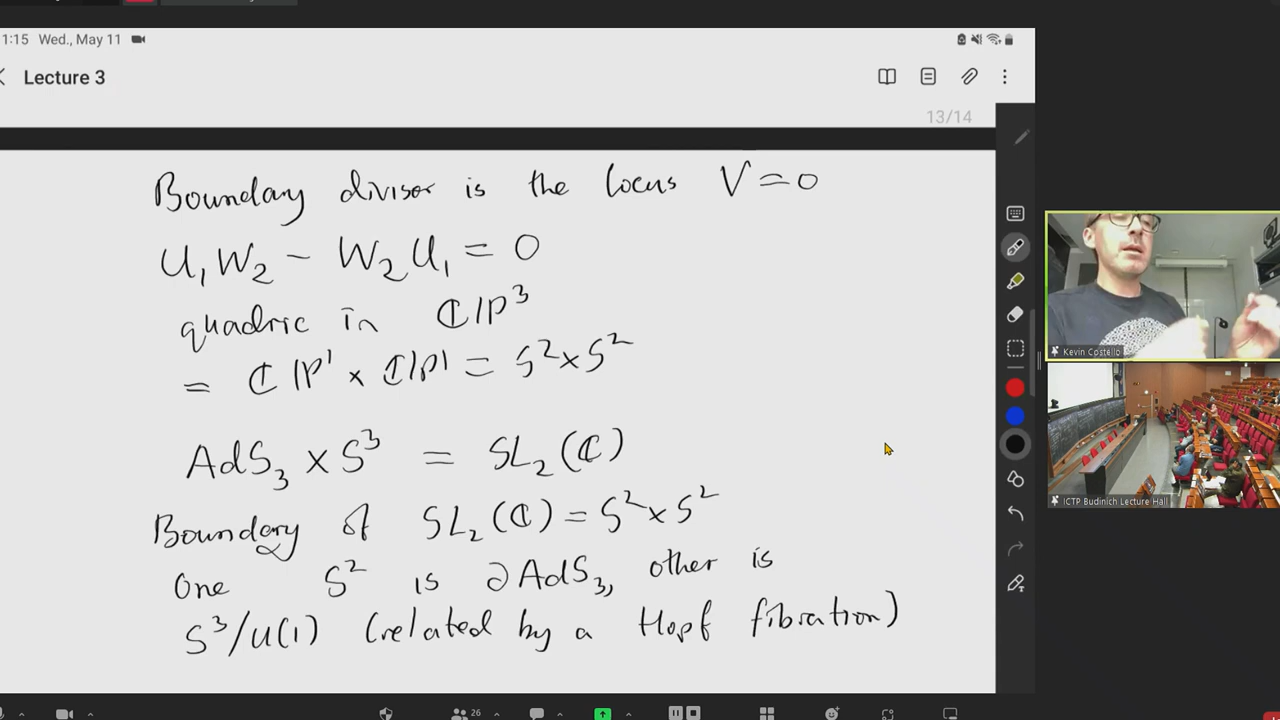 1:15 Wed., May 11
Lecture 3
13/14
Boundary divisor is the locus V=0
U₁W₂ − W₂U₁ = 0
quadric in ℂℙ³
= ℂℙ¹ × ℂℙ¹ = S²×S²
AdS₃ × S³ = SL₂(ℂ)
Boundary of SL₂(ℂ) = S²×S²
One S² is ∂AdS₃, other is
S³/U(1) (related by a Hopf fibration)
Kevin Costello
ICTP Budinich Lecture Hall
26